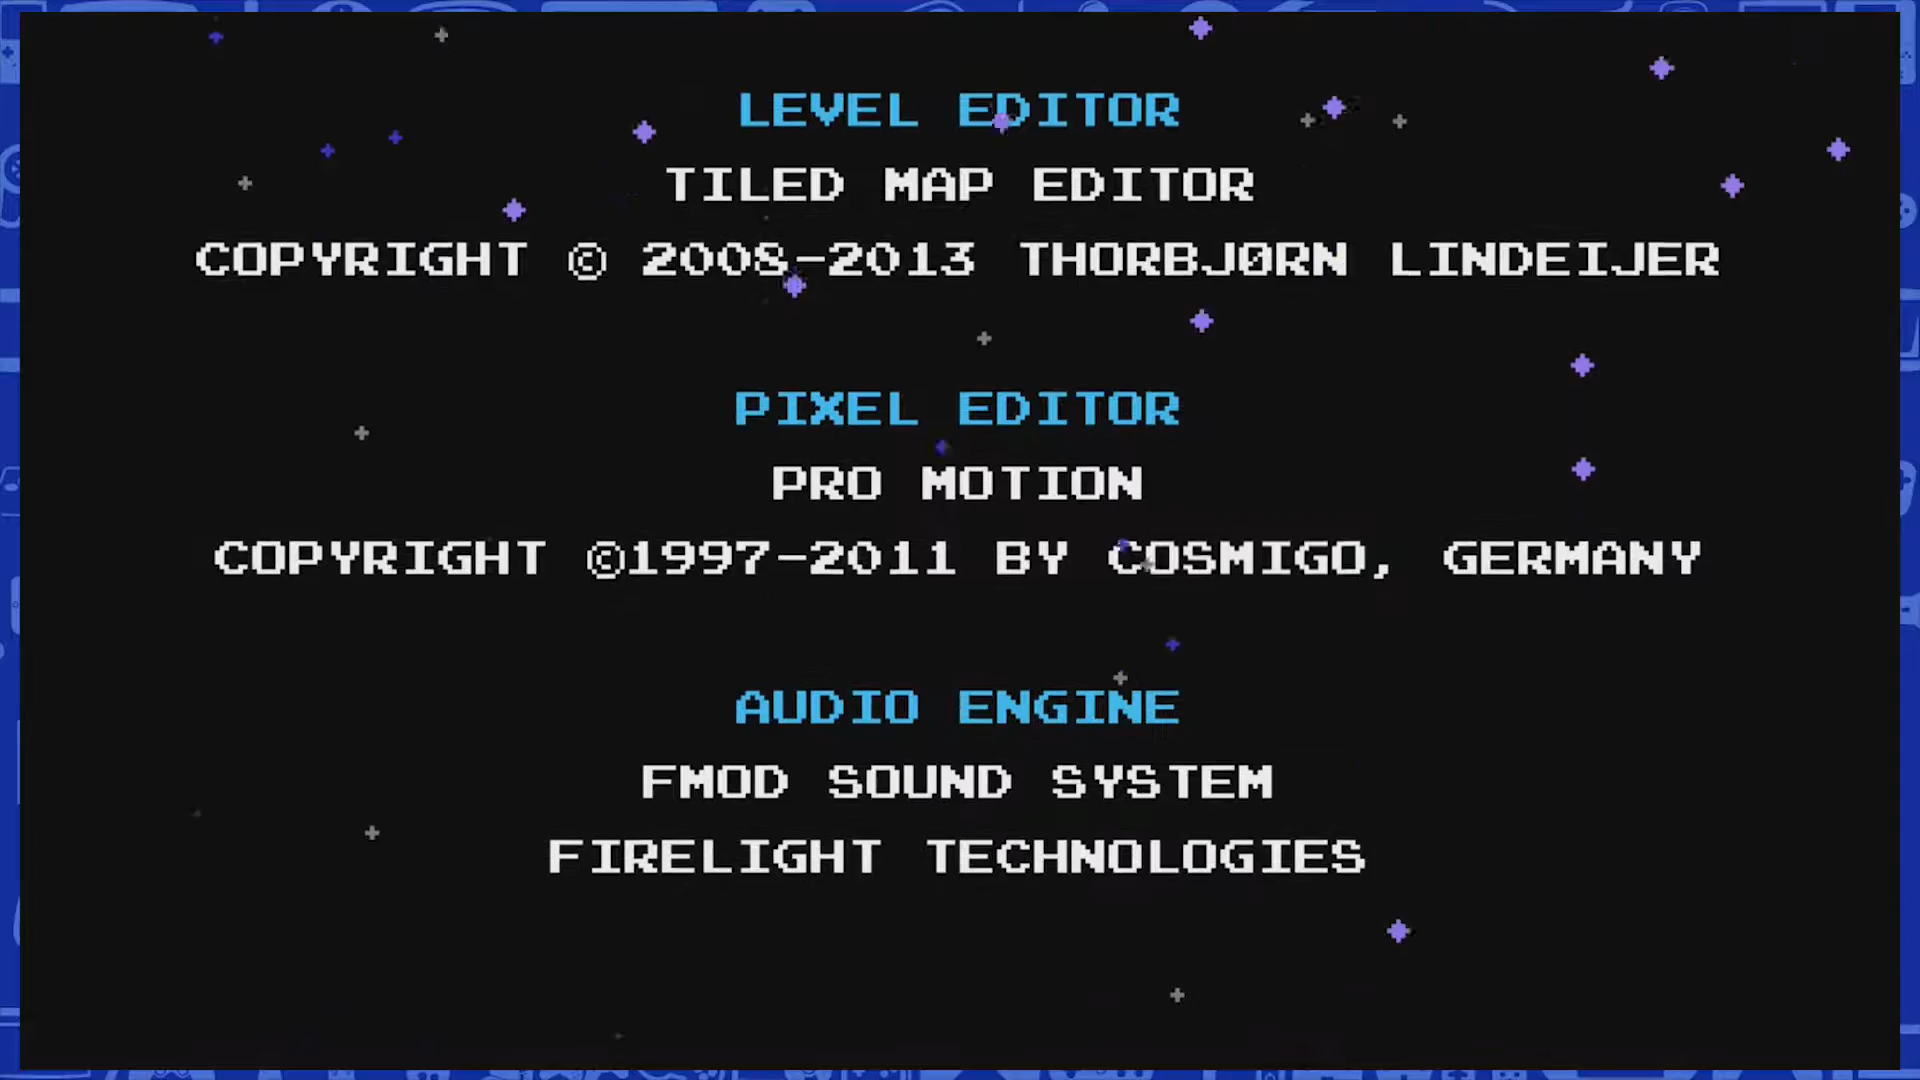 LEVEL EDITOR
TILED MAP EDITOR
COPYRIGHT © 2008-2013 THORBJØRN LINDEIJER
PIXEL EDITOR
PRO MOTION
COPYRIGHT ©1997-2011 BY COSMIGO, GERMANY
AUDIO ENGINE
FMOD SOUND SYSTEM
FIRELIGHT TECHNOLOGIES